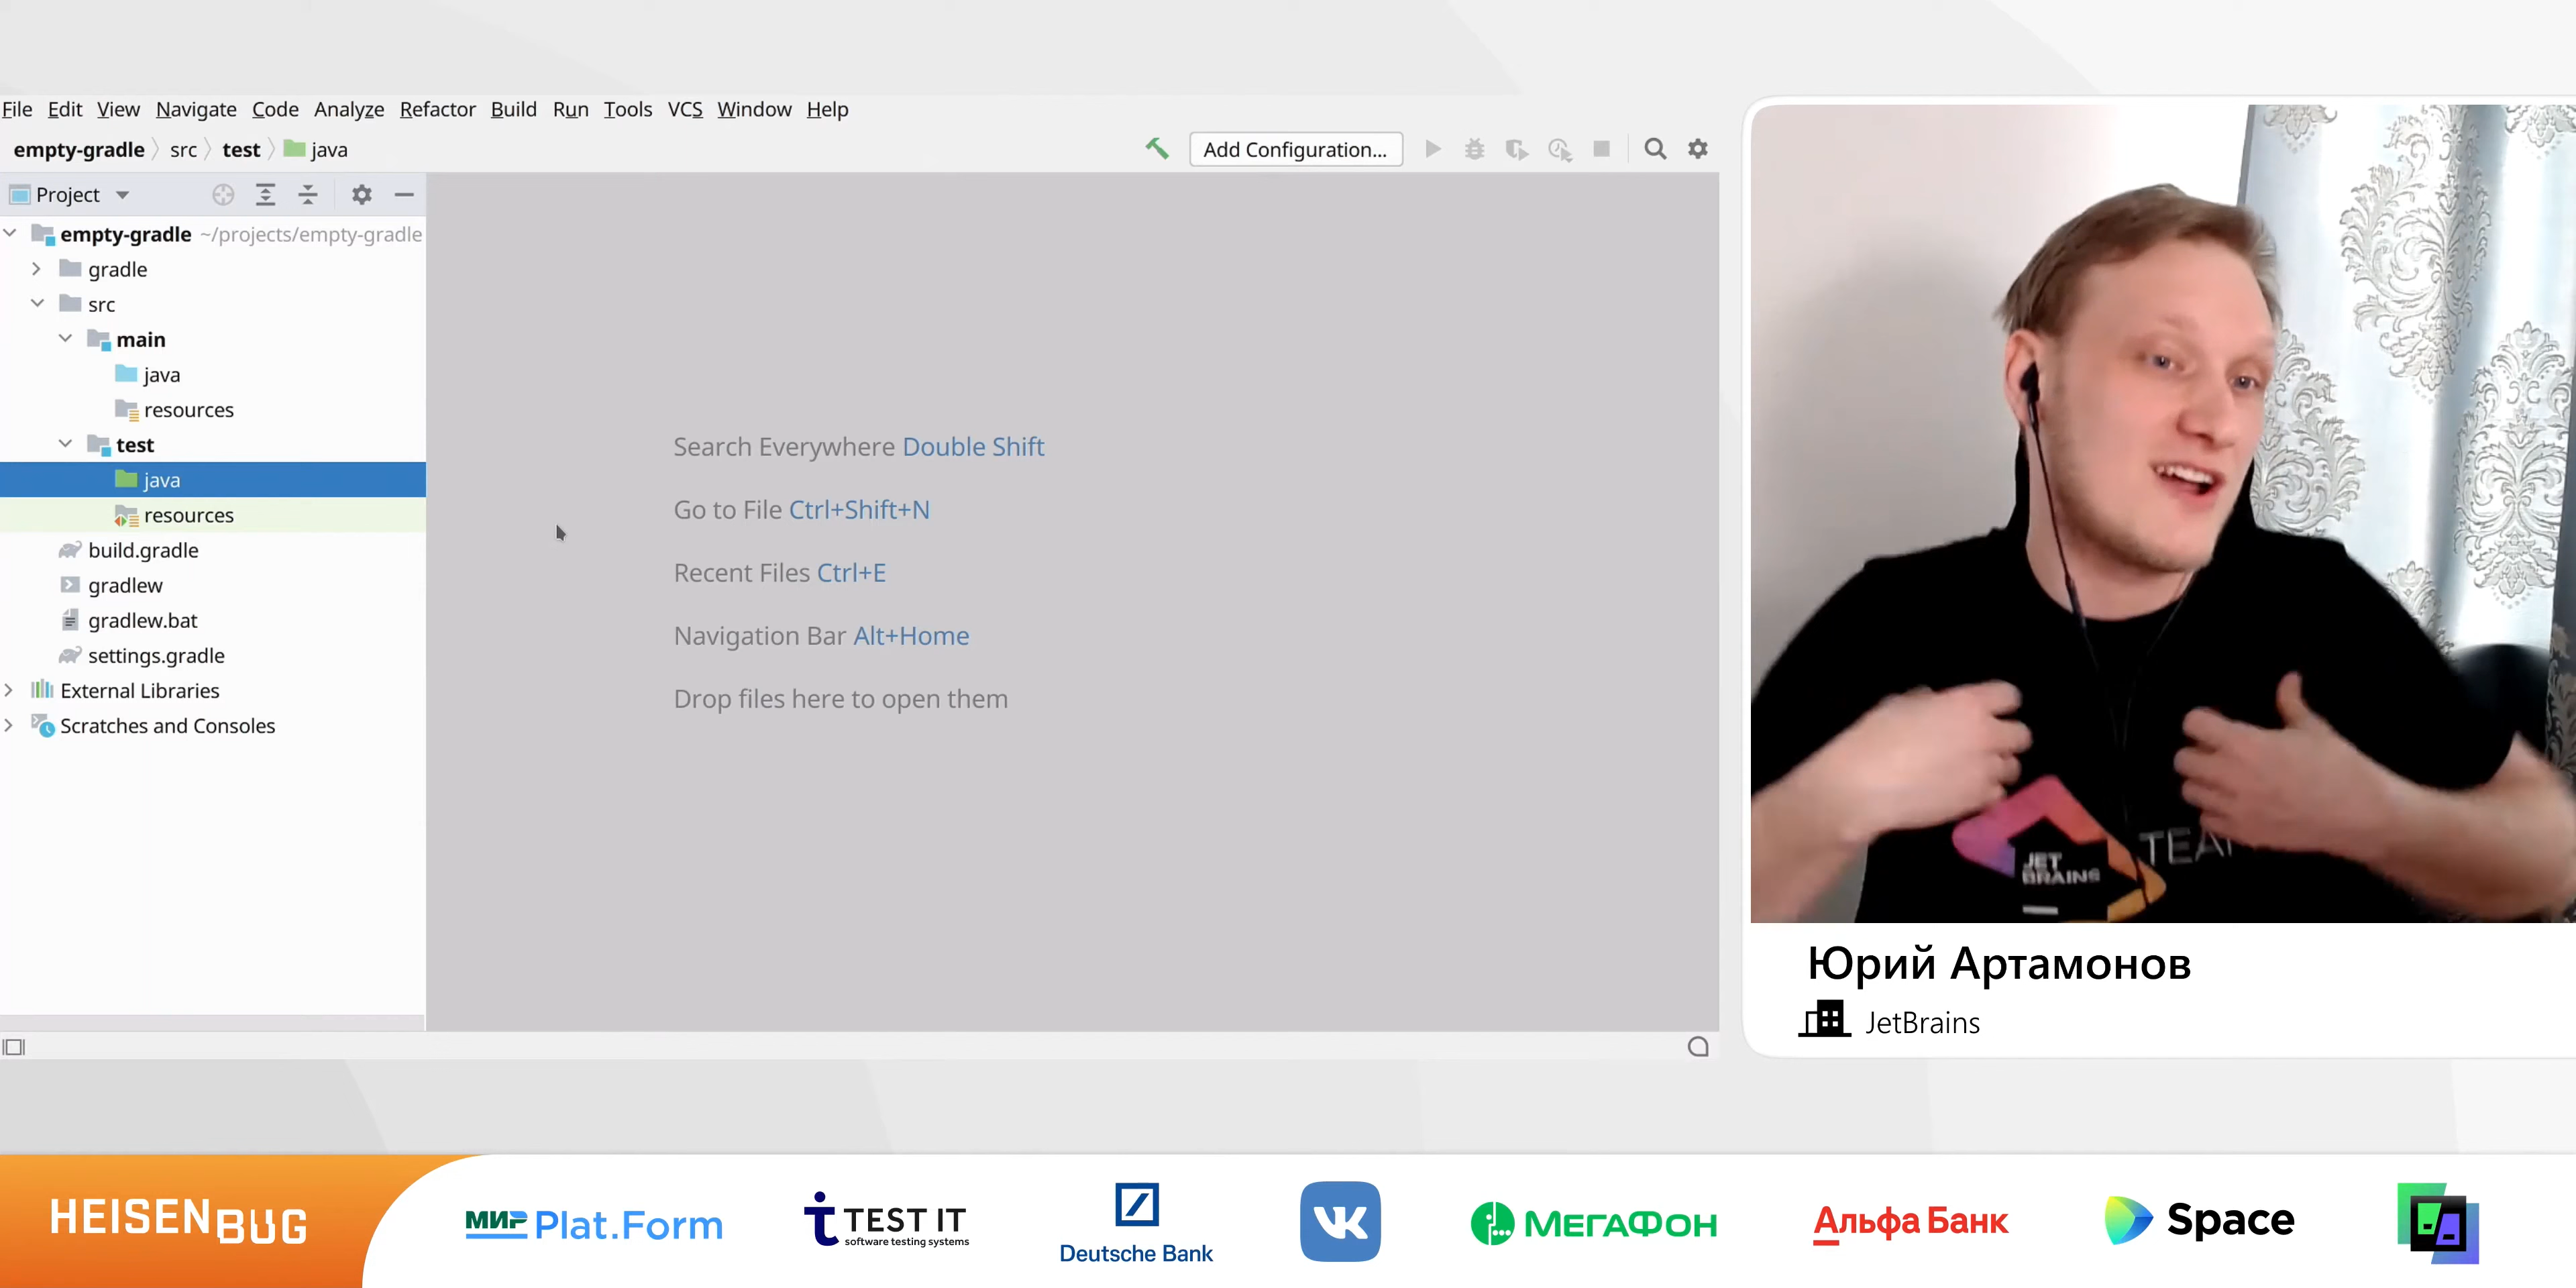 File Edit View Navigate Code Analyze Refactor Build Run Tools VCS Window Help
empty-gradle src test java
Add Configuration...
Project
empty-gradle ~/projects/empty-gradle
gradle
src
main
java
resources
test
java
resources
build.gradle
gradlew
gradlew.bat
settings.gradle
External Libraries
Scratches and Consoles
Search Everywhere Double Shift
Go to File Ctrl+Shift+N
Recent Files Ctrl+E
Navigation Bar Alt+Home
Drop files here to open them
JET
BRAINS
Юрий Артамонов
JetBrains
HEISENBUG
МИР Plat.Form
TEST IT
software testing systems
Deutsche Bank
VK
МЕГАФОН
Альфа Банк
Space